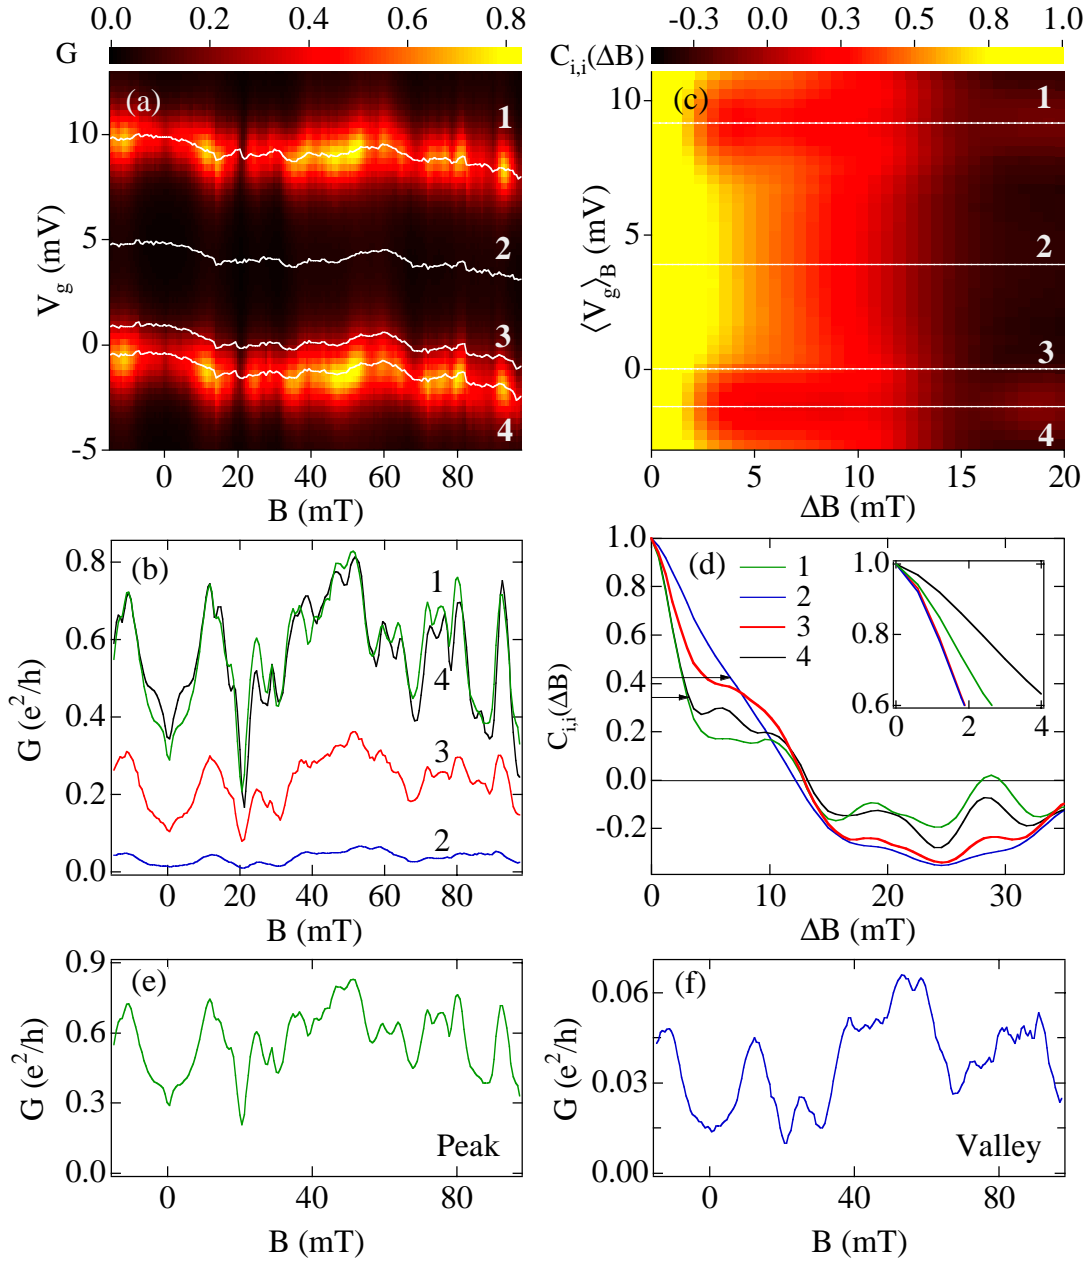 0.0 0.2 0.4 0.6 0.8
G
(a)
1
2
3
4
10
5
0
-5
V_g (mV)
0 20 40 60 80
B (mT)
-0.3 0.0 0.3 0.5 0.8 1.0
C_{i,i}(ΔB)
(c)
1
2
3
4
10
5
0
⟨V_g⟩_B (mV)
0 5 10 15 20
ΔB (mT)
(b)
0.8
0.6
0.4
0.2
0.0
G (e^2/h)
1
4
3
2
0 20 40 60 80
B (mT)
(d)
1
2
3
4
1.0
0.8
0.6
0.4
0.2
0.0
-0.2
C_{i,i}(ΔB)
0 10 20 30
ΔB (mT)
1.0
0.8
0.6
0 2 4
(e)
0.9
0.6
0.3
0.0
G (e^2/h)
Peak
0 40 80
B (mT)
(f)
0.06
0.03
0.00
G (e^2/h)
Valley
0 40 80
B (mT)